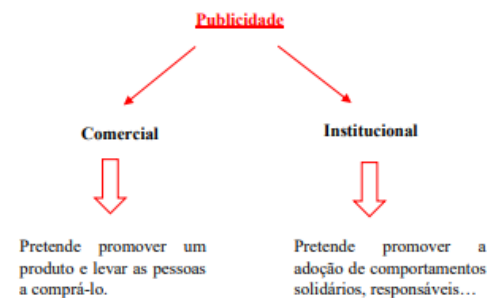 Publicidade
Comercial
Institucional
Pretende promover um
produto e levar as pessoas
a comprá-lo.
Pretende promover a
adoção de comportamentos
solidários, responsáveis…